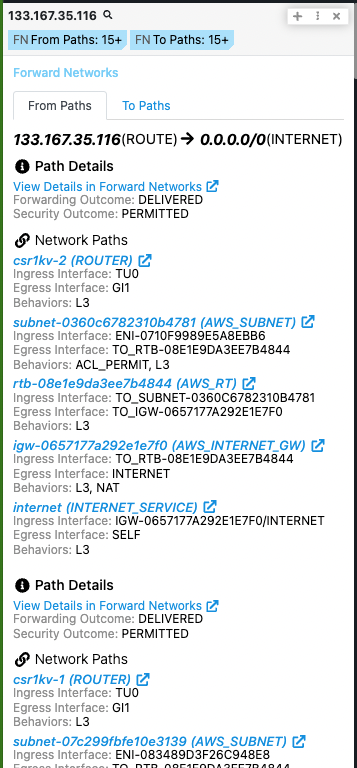 133.167.35.116
FN From Paths: 15+ FN To Paths: 15+
Forward Networks
From Paths To Paths
133.167.35.116(ROUTE) → 0.0.0.0/0(INTERNET)
Path Details
View Details in Forward Networks
Forwarding Outcome: DELIVERED
Security Outcome: PERMITTED
Network Paths
csr1kv-2 (ROUTER)
Ingress Interface: TU0
Egress Interface: GI1
Behaviors: L3
subnet-0360c6782310b4781 (AWS_SUBNET)
Ingress Interface: ENI-0710F9989E5A8EBB6
Egress Interface: TO_RTB-08E1E9DA3EE7B4844
Behaviors: ACL_PERMIT, L3
rtb-08e1e9da3ee7b4844 (AWS_RT)
Ingress Interface: TO_SUBNET-0360C6782310B4781
Egress Interface: TO_IGW-0657177A292E1E7F0
Behaviors: L3
igw-0657177a292e1e7f0 (AWS_INTERNET_GW)
Ingress Interface: TO_RTB-08E1E9DA3EE7B4844
Egress Interface: INTERNET
Behaviors: L3, NAT
internet (INTERNET_SERVICE)
Ingress Interface: IGW-0657177A292E1E7F0/INTERNET
Egress Interface: SELF
Behaviors: L3
Path Details
View Details in Forward Networks
Forwarding Outcome: DELIVERED
Security Outcome: PERMITTED
Network Paths
csr1kv-1 (ROUTER)
Ingress Interface: TU0
Egress Interface: GI1
Behaviors: L3
subnet-07c299fbfe10e3139 (AWS_SUBNET)
Ingress Interface: ENI-083489D3F26C948E8
Egress Interface: TO_RTB-08E1E9DA3EE7B4844